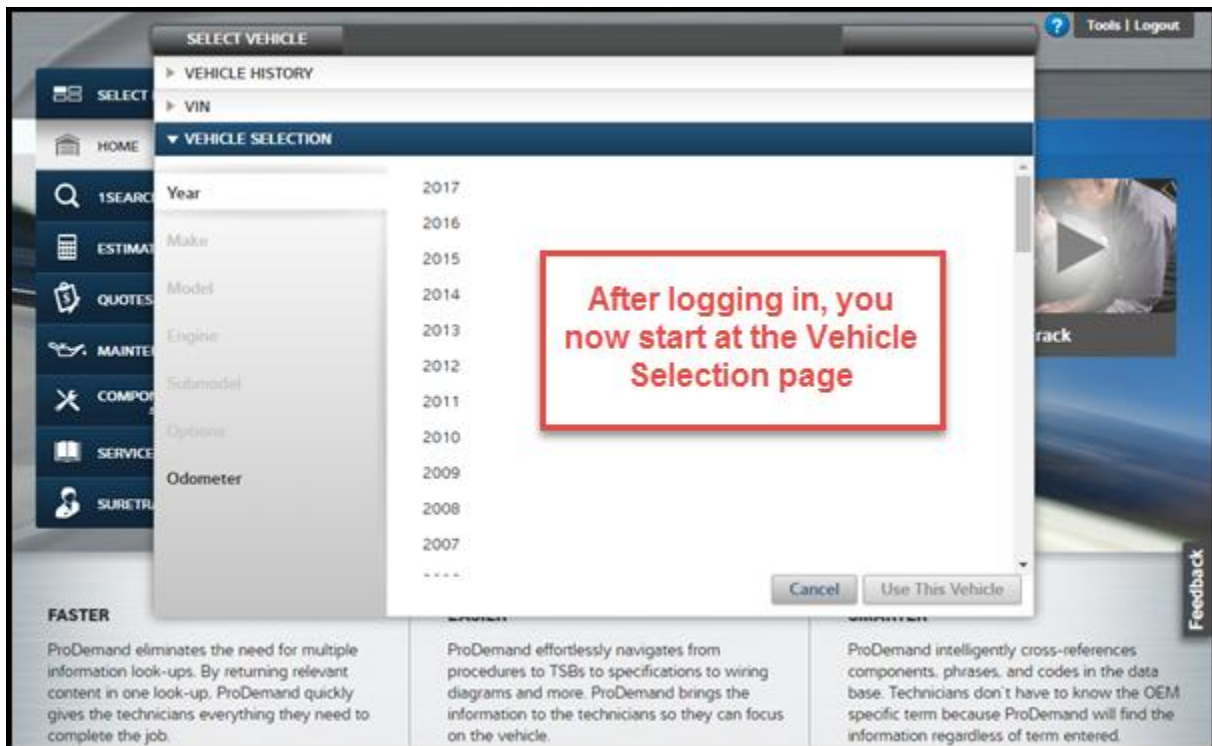 Tools | Logout
SELECT VEHICLE
VEHICLE HISTORY
VIN
VEHICLE SELECTION
SELECT
HOME
1SEARC
ESTIMA
QUOTES
MAINTE
COMPO
SERVICE
SURETR
Year
Make
Model
Engine
Submodel
Options
Odometer
2017
2016
2015
2014
2013
2012
2011
2010
2009
2008
2007
After logging in, you
now start at the Vehicle
Selection page
rack
Cancel
Use This Vehicle
Feedback
FASTER
ProDemand eliminates the need for multiple
information look-ups. By returning relevant
content in one look-up, ProDemand quickly
gives the technicians everything they need to
complete the job.
ProDemand effortlessly navigates from
procedures to TSBs to specifications to wiring
diagrams and more. ProDemand brings the
information to the technicians so they can focus
on the vehicle.
ProDemand intelligently cross-references
components, phrases, and codes in the data
base. Technicians don't have to know the OEM
specific term because ProDemand will find the
information regardless of term entered.